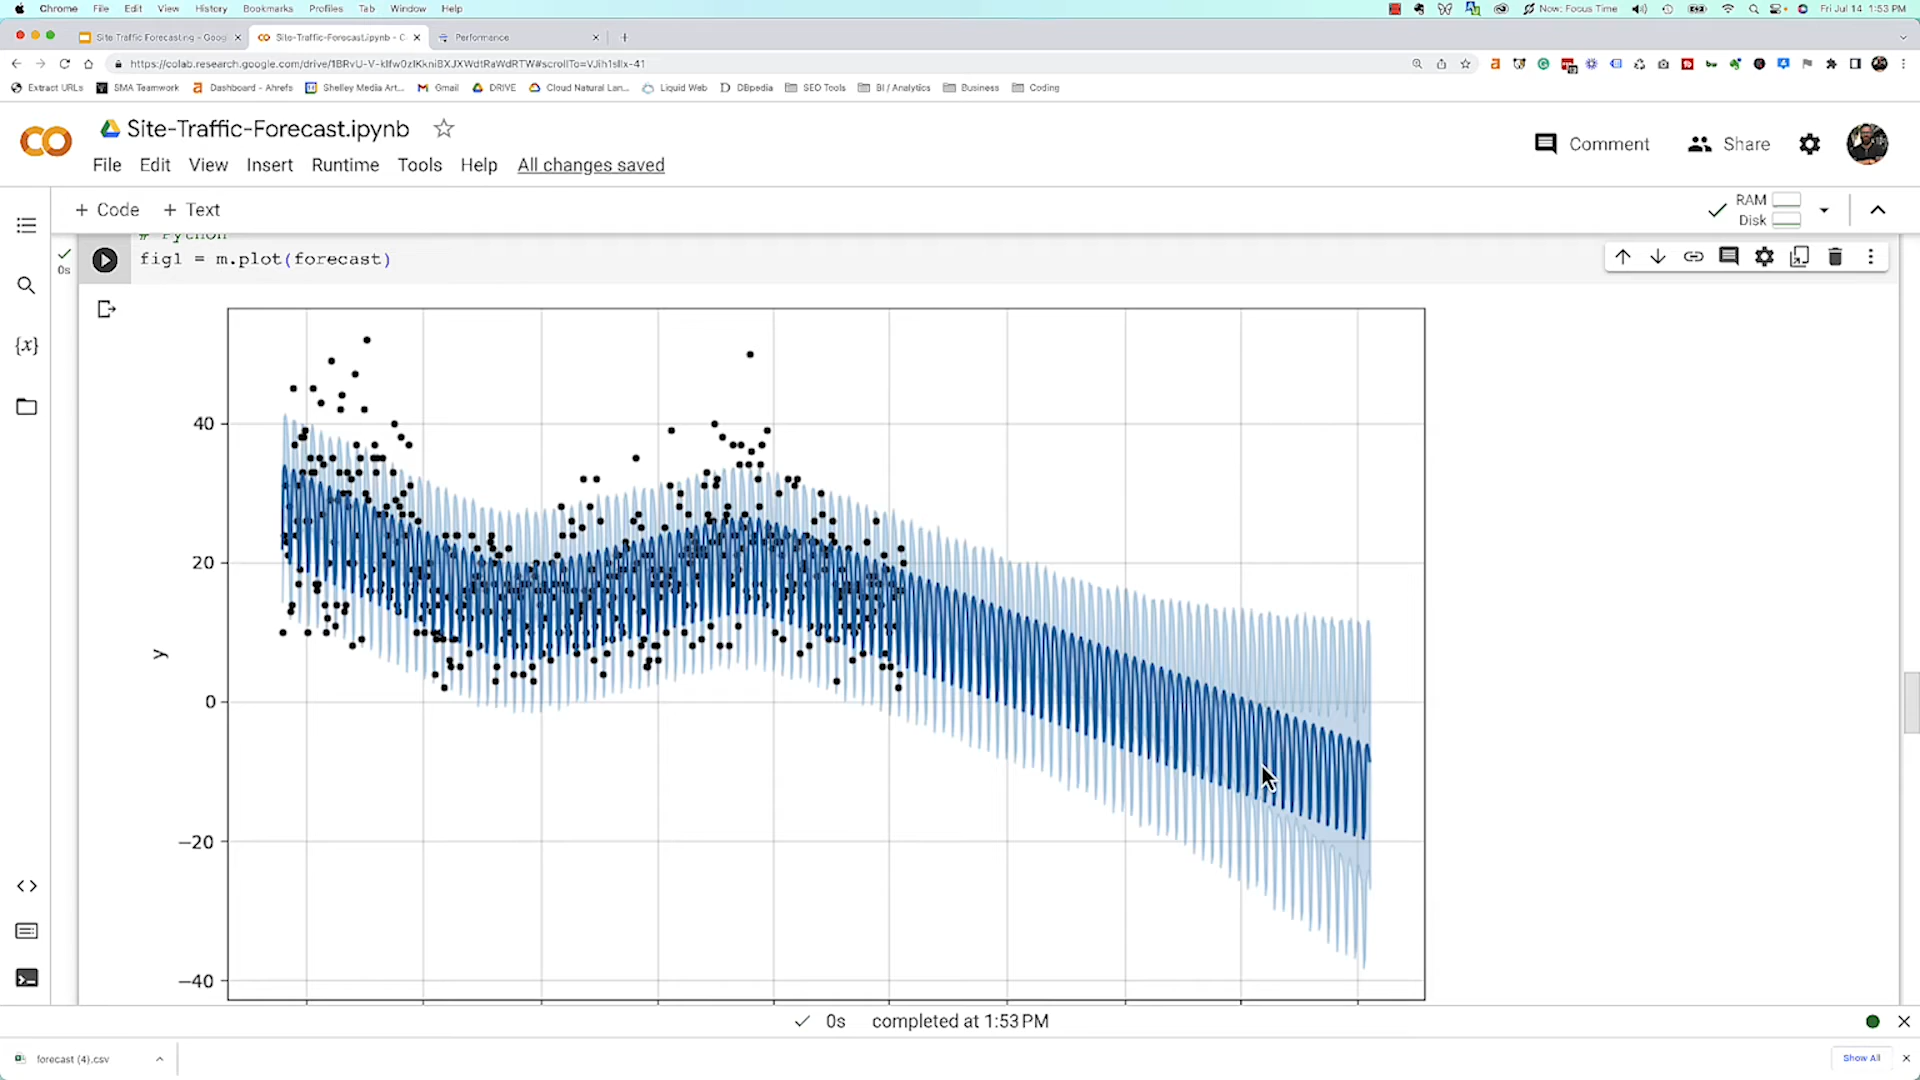 Chrome File Edit View History Bookmarks Profiles Tab Window Help Now: Focus Time Fri Jul 14 1:53 PM
Site Traffic Forecasting - Goog Site-Traffic-Forecast.ipynb - C Performance
https://colab.research.google.com/drive/1BRvU-V-kIfw0zIKkniBXJXWdtRaWdRTW#scrollTo=VJih1sllx-41
Extract URLs SMA Teamwork Dashboard - Ahrefs Shelley Media Art... Gmail DRIVE Cloud Natural Lan... Liquid Web DBpedia SEO Tools BI / Analytics Business Coding
Site-Traffic-Forecast.ipynb
File Edit View Insert Runtime Tools Help All changes saved
Comment Share
+ Code + Text
RAM
Disk
# Python
fig1 = m.plot(forecast)
0s
{x}
40
20
0
−20
−40
y
0s completed at 1:53 PM
forecast (4).csv
Show All